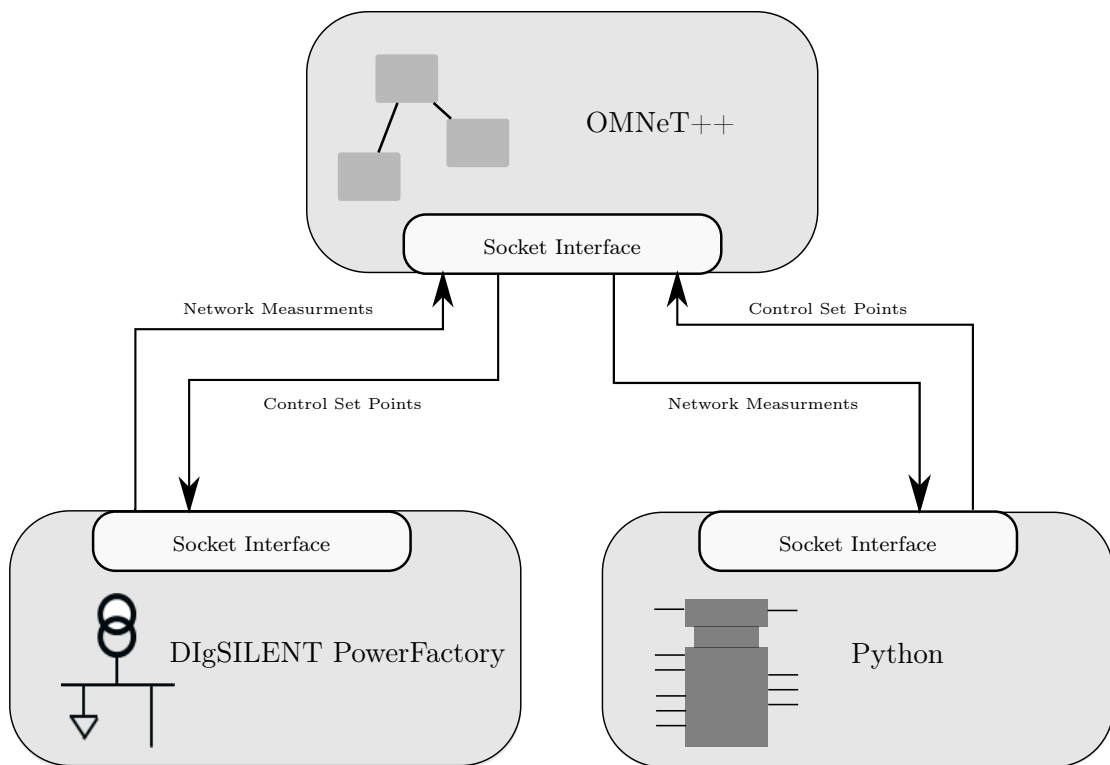 OMNeT++
Socket Interface
Network Measurments
Control Set Points
Control Set Points
Network Measurments
Socket Interface
Socket Interface
DIgSILENT PowerFactory
Python